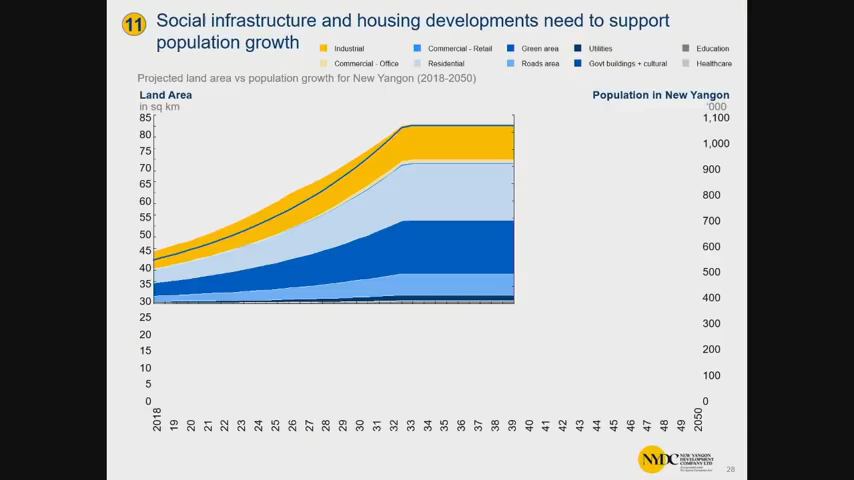 11
Social infrastructure and housing developments need to support
population growth
Industrial
Commercial - Retail
Green area
Utilities
Education
Commercial - Office
Residential
Roads area
Govt buildings + cultural
Healthcare
Projected land area vs population growth for New Yangon (2018-2050)
Land Area
Population in New Yangon
in sq km
'000
85
80
75
70
65
60
55
50
45
40
35
30
25
20
15
10
5
0
1,100
1,000
900
800
700
600
500
400
300
200
100
0
2018 19 20 21 22 23 24 25 26 27 28 29 30 31 32 33 34 35 36 37 38 39 40 41 42 43 44 45 46 47 48 49 2050
NYDC
NEW YANGON
DEVELOPMENT
COMPANY LTD
28